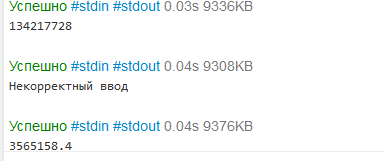 Успешно #stdin #stdout 0.03s 9336KB
134217728
Успешно #stdin #stdout 0.04s 9308KB
Некорректный ввод
Успешно #stdin #stdout 0.04s 9376KB
3565158.4